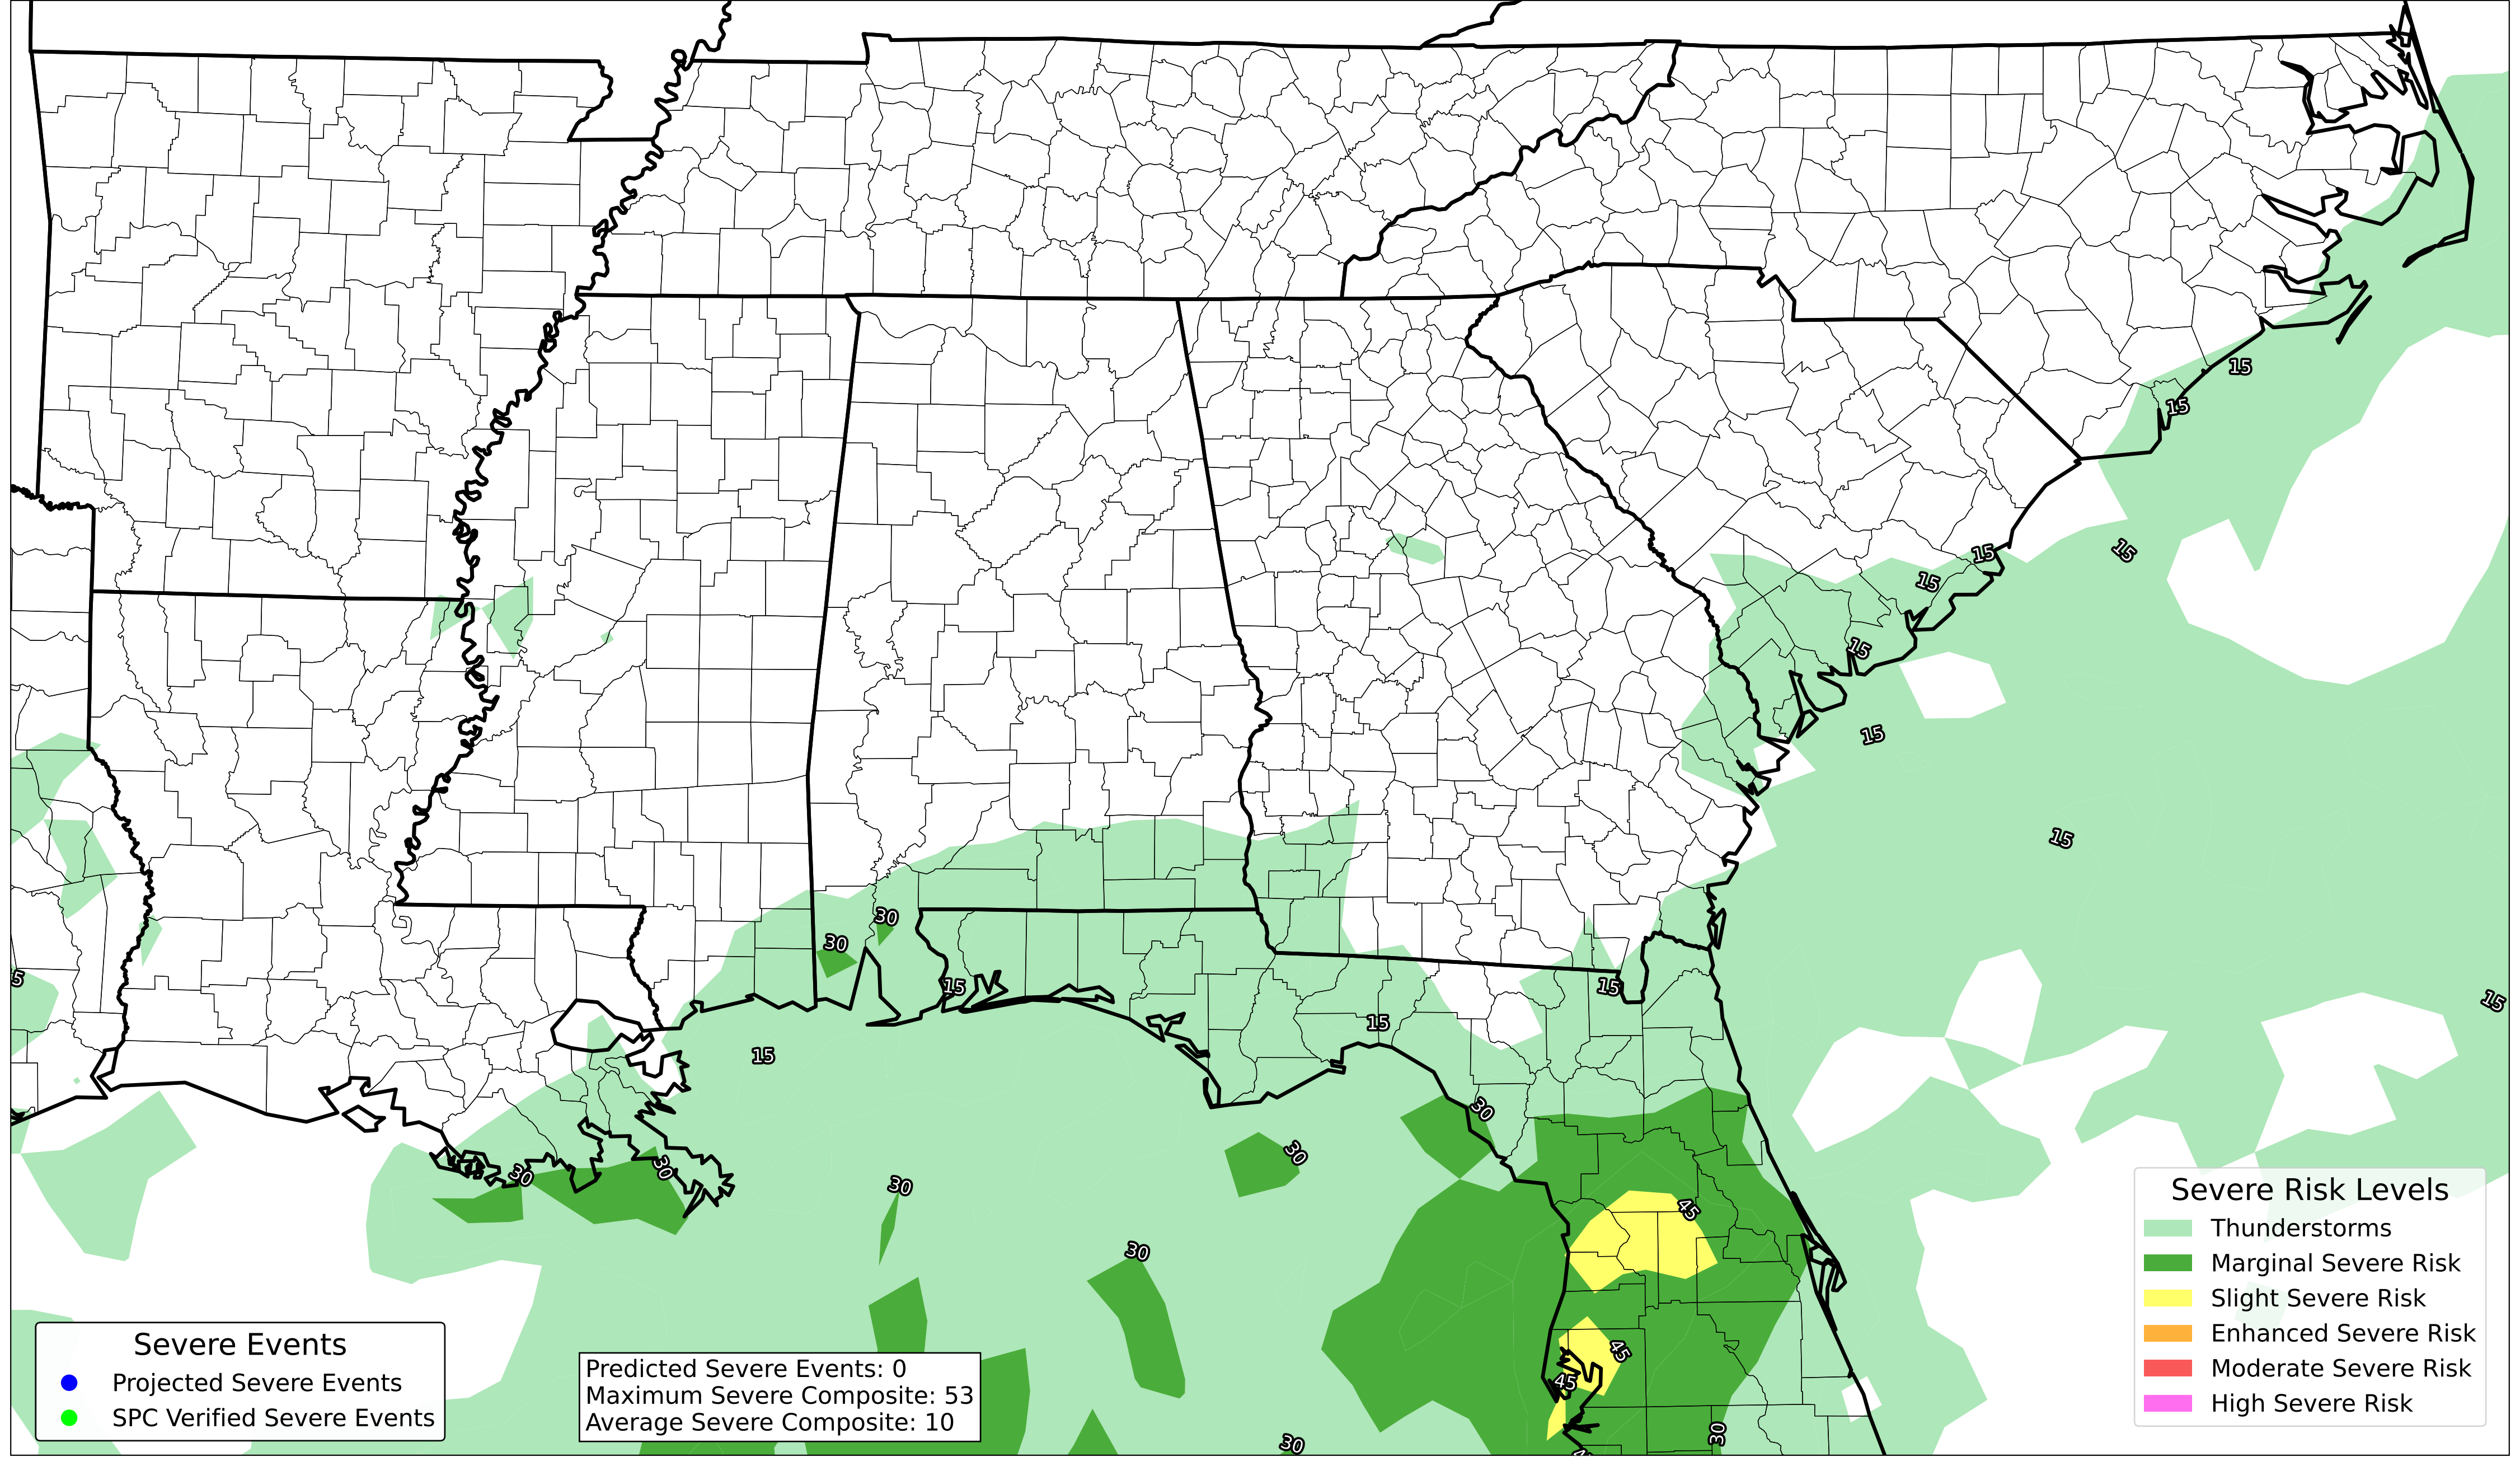 15
15
15
15
15
15
15
30
30
15
15
5
15
15
15
30
30
30
30
30
45
30
45
45
30
30
4
Severe Risk Levels
Thunderstorms
Marginal Severe Risk
Slight Severe Risk
Enhanced Severe Risk
Moderate Severe Risk
High Severe Risk
Severe Events
Projected Severe Events
SPC Verified Severe Events
Predicted Severe Events: 0
Maximum Severe Composite: 53
Average Severe Composite: 10